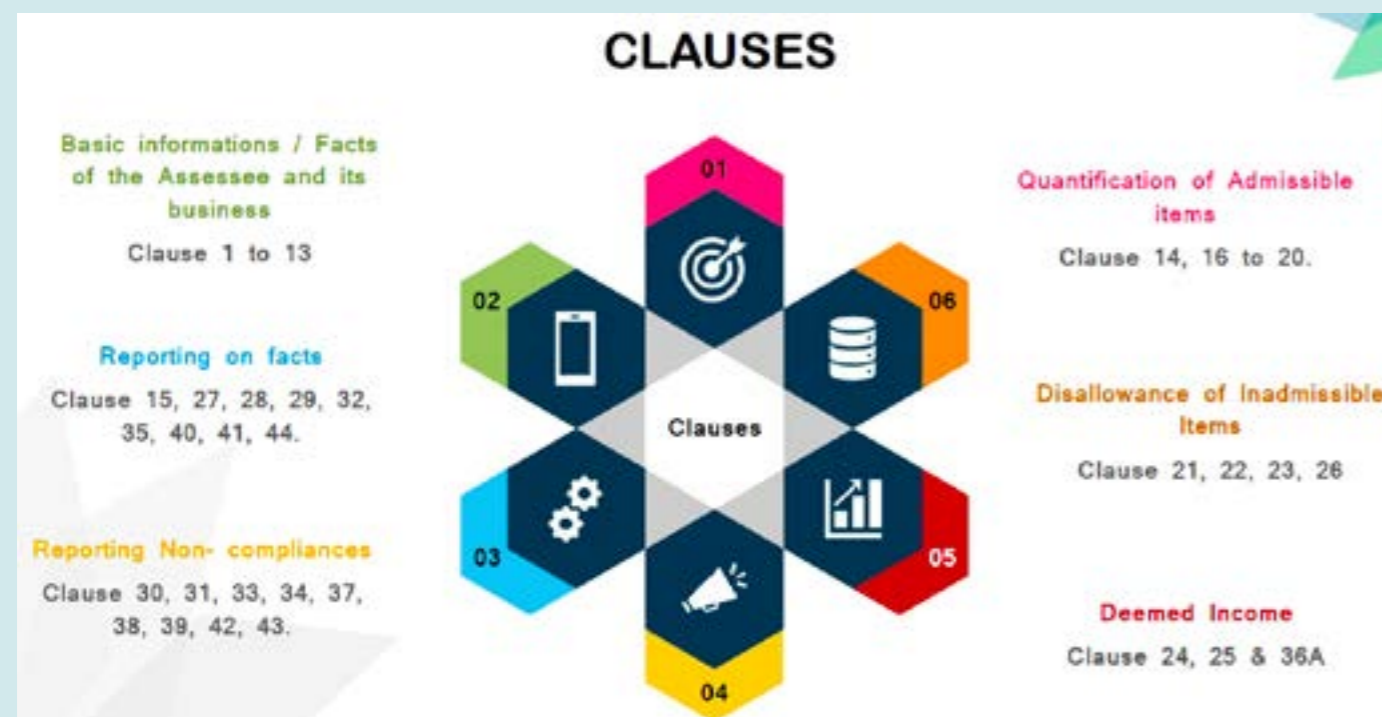 CLAUSES
Basic informations / Facts
of the Assessee and its
business
Clause 1 to 13
Reporting on facts
Clause 15, 27, 28, 29, 32,
35, 40, 41, 44.
Reporting Non- compliances
Clause 30, 31, 33, 34, 37,
38, 39, 42, 43.
01
02
03
04
05
06
Clauses
Quantification of Admissible
items
Clause 14, 16 to 20.
Disallowance of Inadmissible
Items
Clause 21, 22, 23, 26
Deemed Income
Clause 24, 25 & 36A